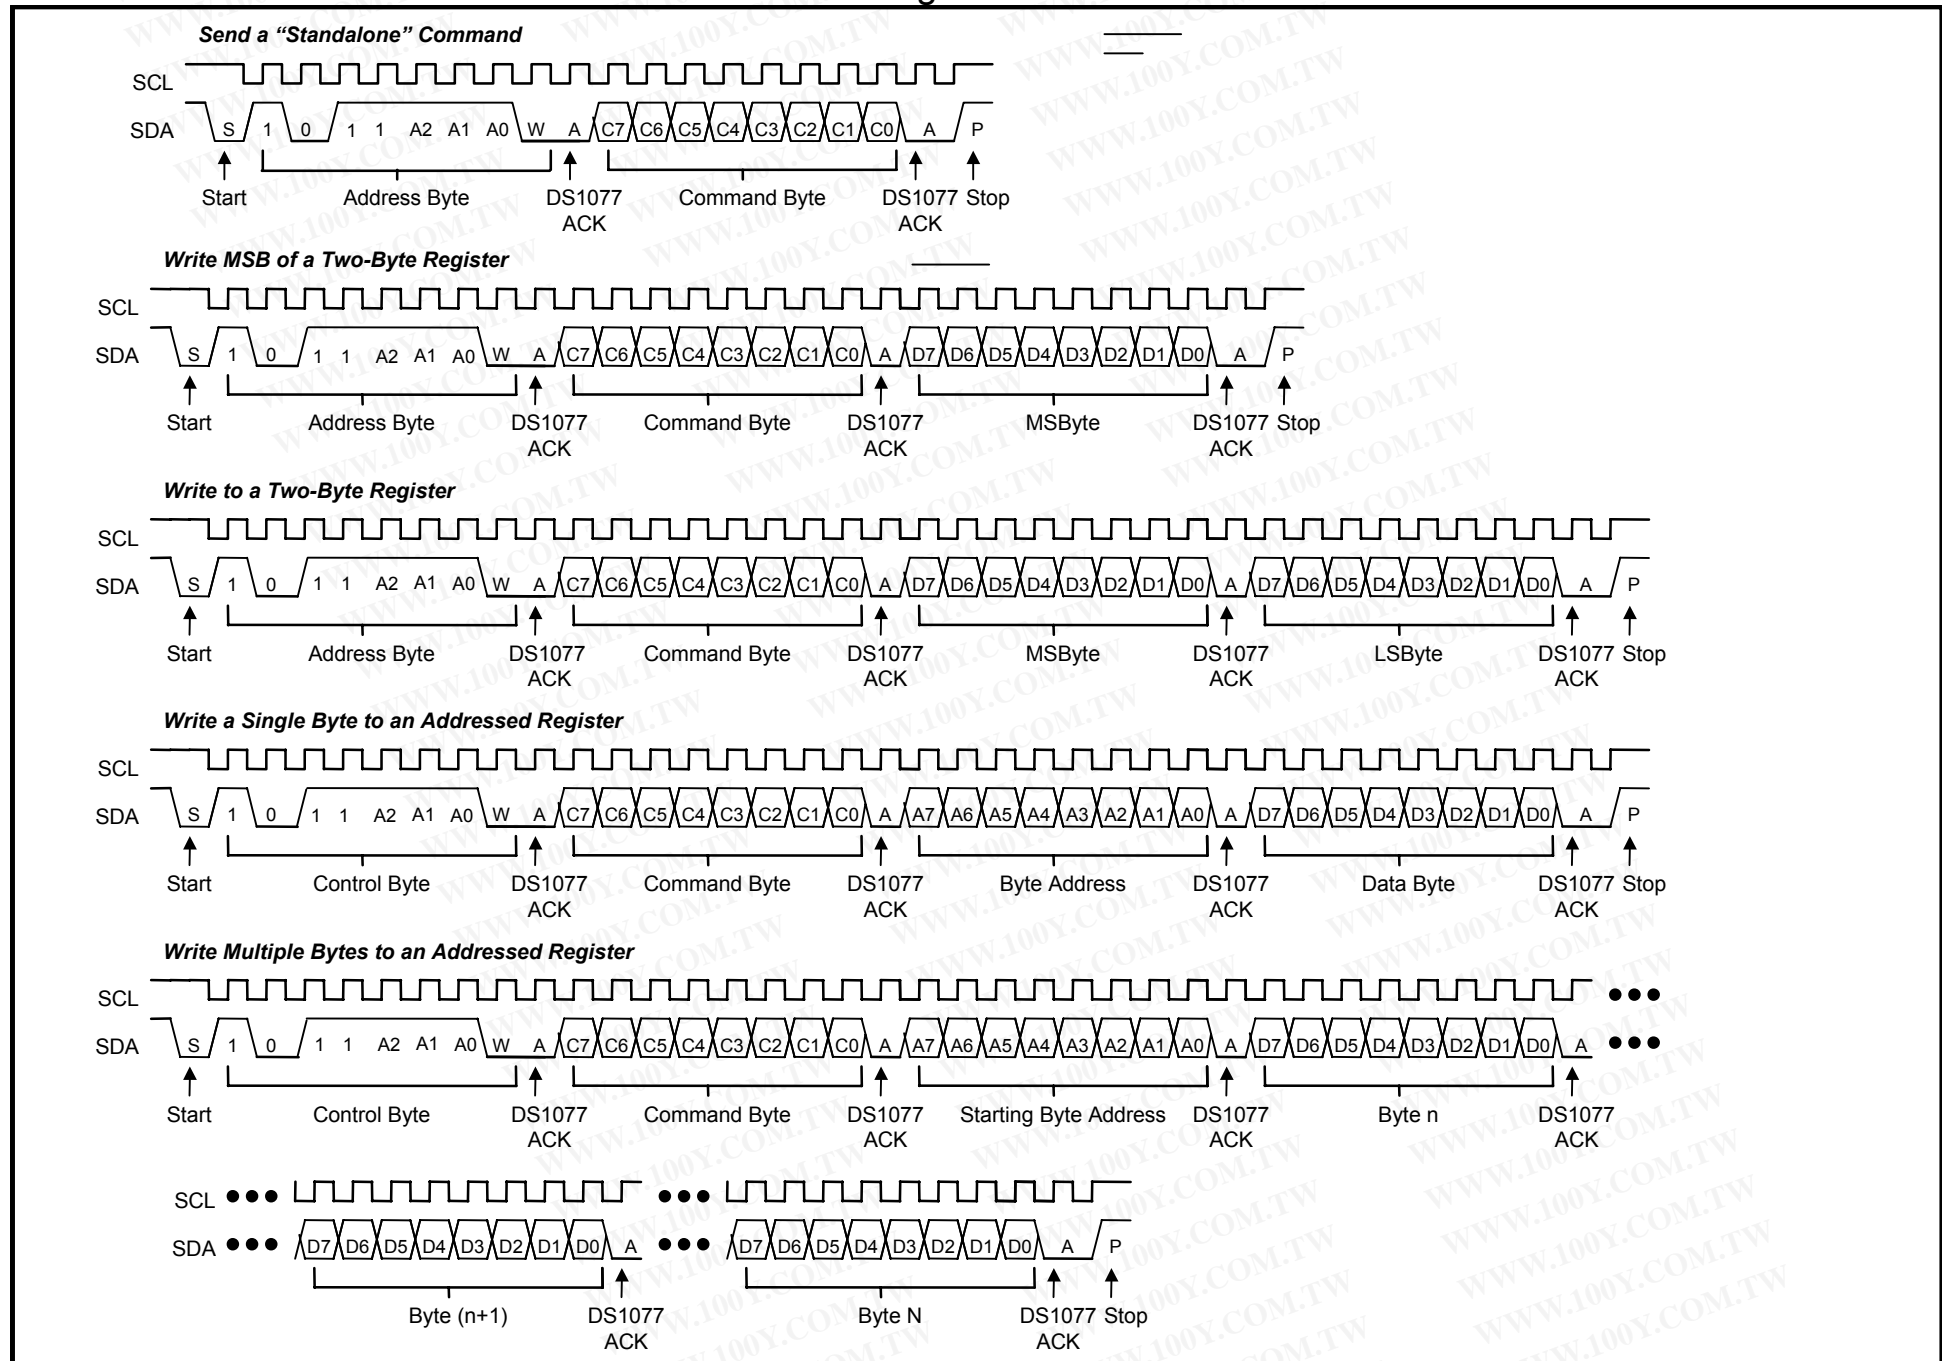 Send a “Standalone” Command
SCL
SDA S 1 0 1 1 A2 A1 A0 W A C7 C6 C5 C4 C3 C2 C1 C0 A P
Start Address Byte DS1077 Command Byte DS1077 Stop
ACK ACK
Write MSB of a Two-Byte Register
SCL
SDA S 1 0 1 1 A2 A1 A0 W A C7 C6 C5 C4 C3 C2 C1 C0 A D7 D6 D5 D4 D3 D2 D1 D0 A P
Start Address Byte DS1077 Command Byte DS1077 MSByte DS1077 Stop
ACK ACK ACK
Write to a Two-Byte Register
SCL
SDA S 1 0 1 1 A2 A1 A0 W A C7 C6 C5 C4 C3 C2 C1 C0 A D7 D6 D5 D4 D3 D2 D1 D0 A D7 D6 D5 D4 D3 D2 D1 D0 A P
Start Address Byte DS1077 Command Byte DS1077 MSByte DS1077 LSByte DS1077 Stop
ACK ACK ACK ACK
Write a Single Byte to an Addressed Register
SCL
SDA S 1 0 1 1 A2 A1 A0 W A C7 C6 C5 C4 C3 C2 C1 C0 A A7 A6 A5 A4 A3 A2 A1 A0 A D7 D6 D5 D4 D3 D2 D1 D0 A P
Start Control Byte DS1077 Command Byte DS1077 Byte Address DS1077 Data Byte DS1077 Stop
ACK ACK ACK ACK
Write Multiple Bytes to an Addressed Register
SCL
SDA S 1 0 1 1 A2 A1 A0 W A C7 C6 C5 C4 C3 C2 C1 C0 A A7 A6 A5 A4 A3 A2 A1 A0 A D7 D6 D5 D4 D3 D2 D1 D0 A
Start Control Byte DS1077 Command Byte DS1077 Starting Byte Address DS1077 Byte n DS1077
ACK ACK ACK ACK
SCL
SDA D7 D6 D5 D4 D3 D2 D1 D0 A D7 D6 D5 D4 D3 D2 D1 D0 A P
Byte (n+1) DS1077 Byte N DS1077 Stop
ACK ACK
WWW.100Y.COM.TW